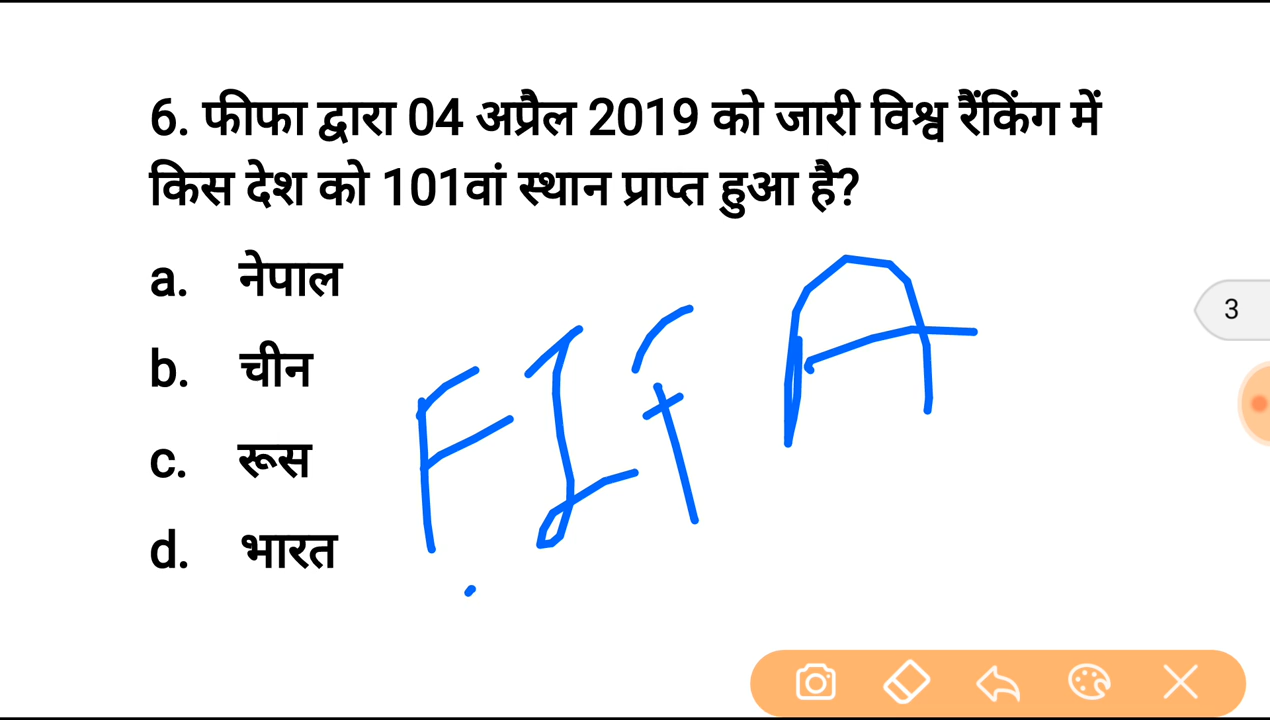 6. फीफा द्वारा 04 अप्रैल 2019 को जारी विश्व रैंकिंग में
किस देश को 101वां स्थान प्राप्त हुआ है?
a. नेपाल
b. चीन
c. रूस
d. भारत
FIFA
3